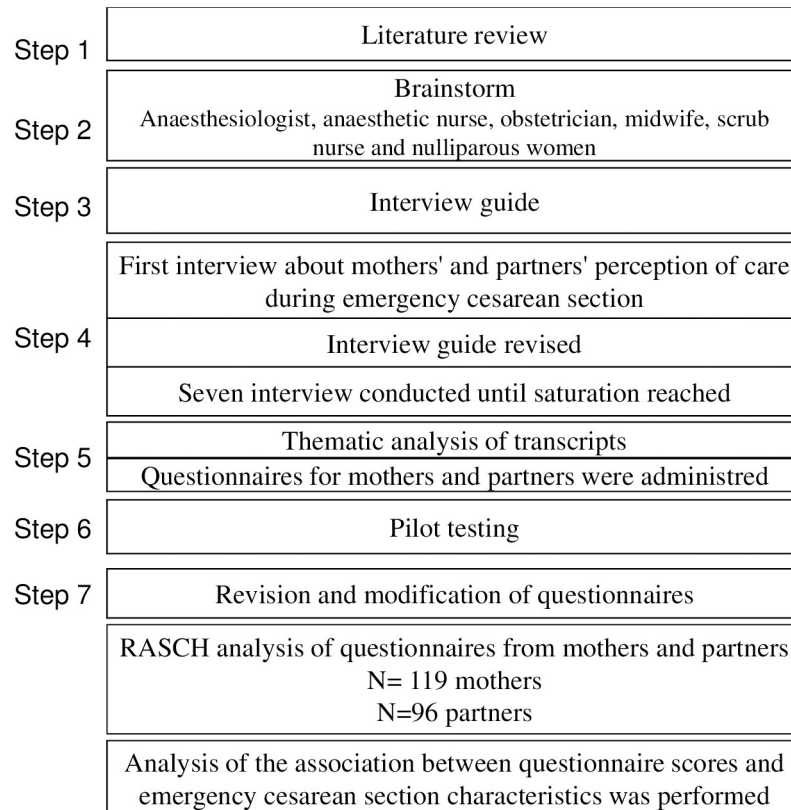 Step 1
Literature review
Step 2
Brainstorm
Anaesthesiologist, anaesthetic nurse, obstetrician, midwife, scrub
nurse and nulliparous women
Step 3
Interview guide
Step 4
First interview about mothers' and partners' perception of care
during emergency cesarean section
Interview guide revised
Seven interview conducted until saturation reached
Step 5
Thematic analysis of transcripts
Questionnaires for mothers and partners were administred
Step 6
Pilot testing
Step 7
Revision and modification of questionnaires
RASCH analysis of questionnaires from mothers and partners
N= 119 mothers
N=96 partners
Analysis of the association between questionnaire scores and
emergency cesarean section characteristics was performed